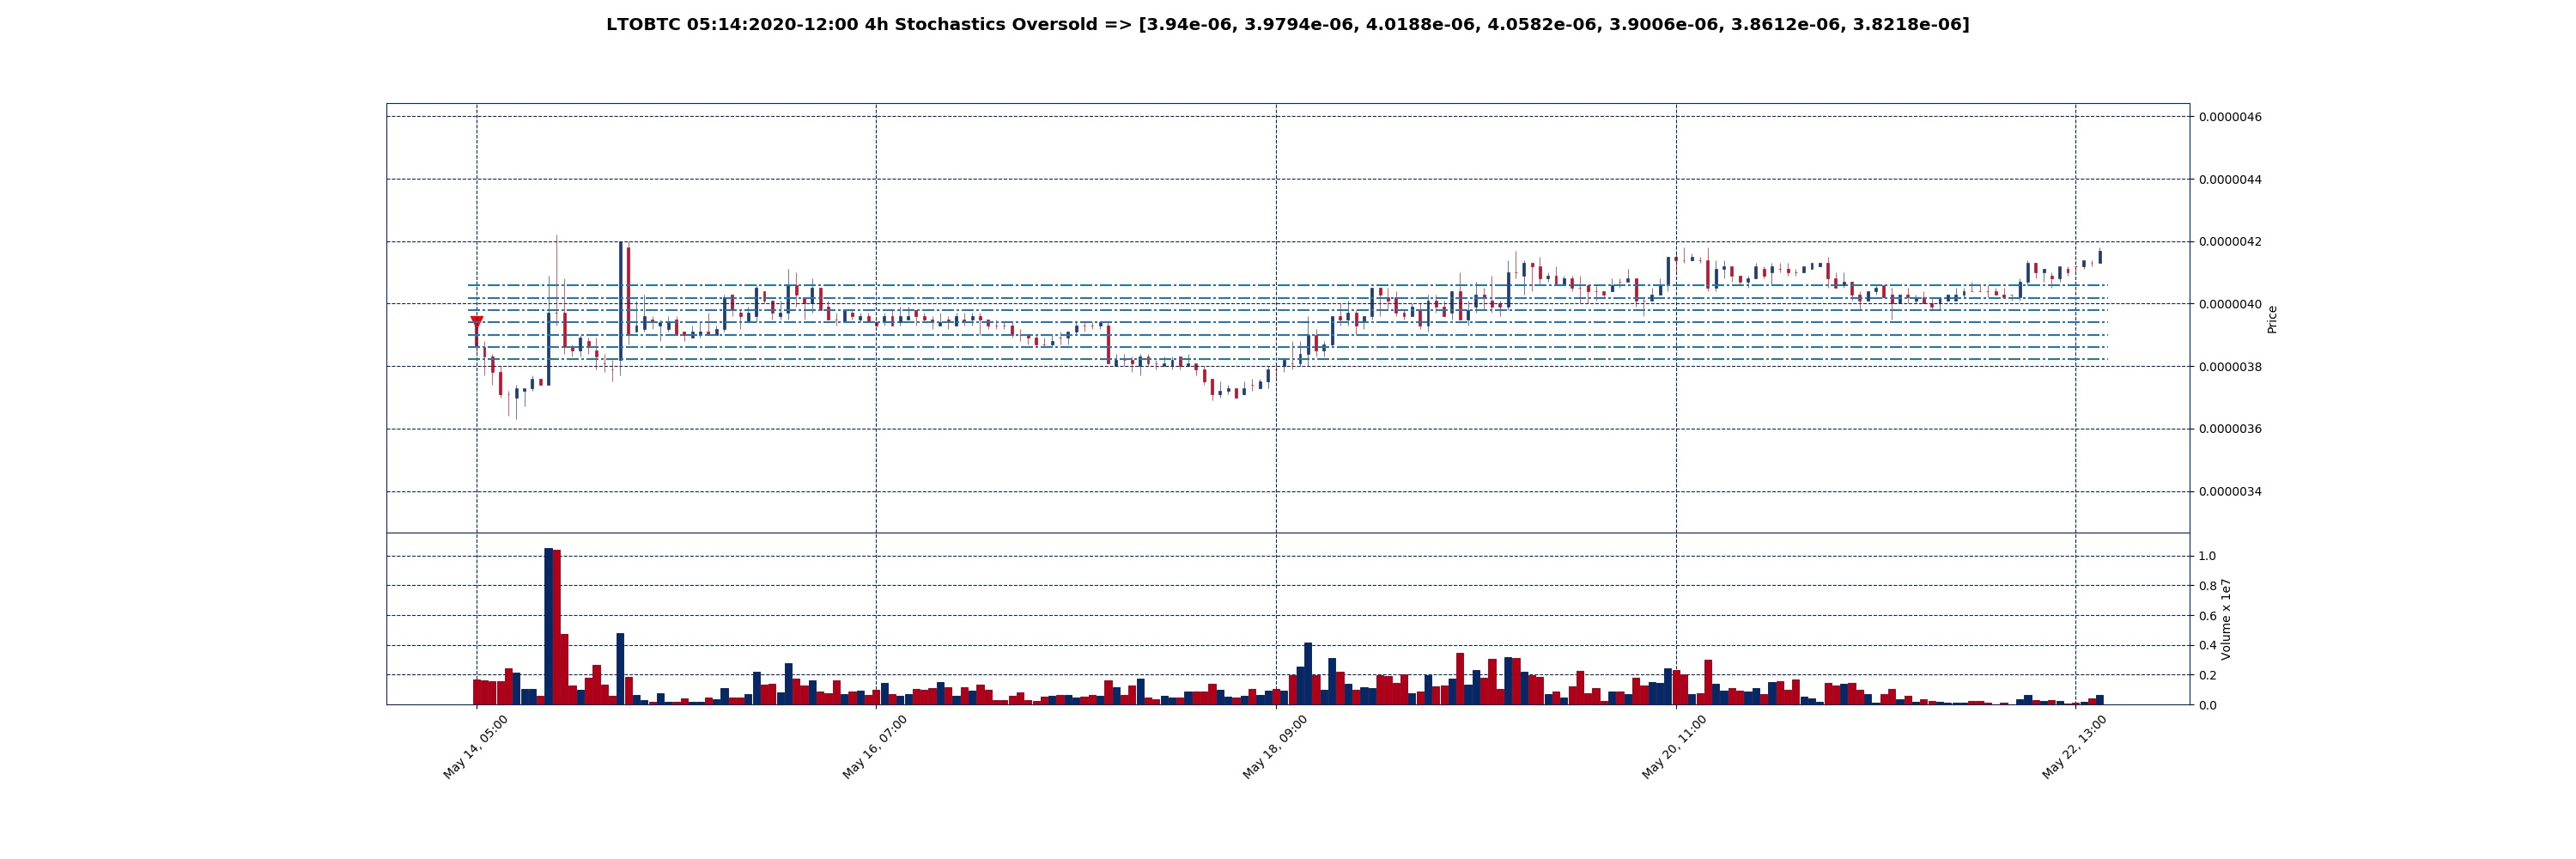 LTOBTC 05:14:2020-12:00 4h Stochastics Oversold => [3.94e-06, 3.9794e-06, 4.0188e-06, 4.0582e-06, 3.9006e-06, 3.8612e-06, 3.8218e-06]
0.0000046
0.0000044
0.0000042
0.0000040
0.0000038
0.0000036
0.0000034
Price
1.0
0.8
0.6
0.4
0.2
0.0
Volume x 1e7
May 14, 05:00
May 16, 07:00
May 18, 09:00
May 20, 11:00
May 22, 13:00